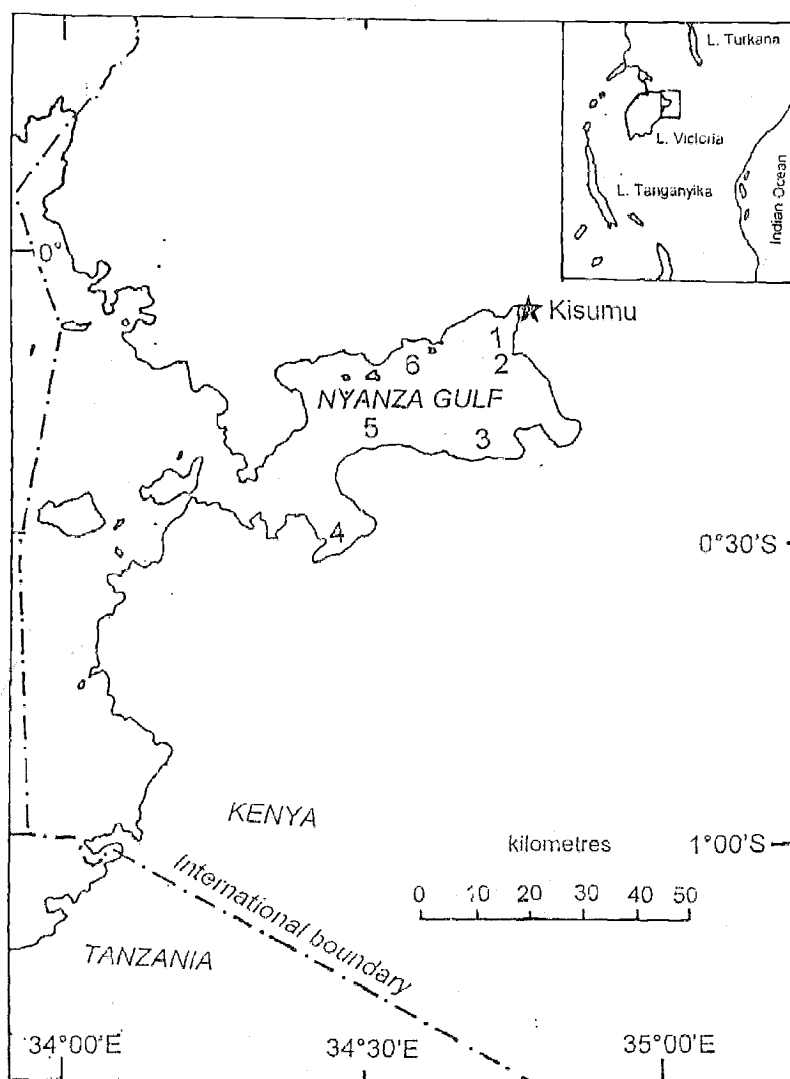 L. Turkana
L. Victoria
L. Tanganyika
Indian Ocean
0°
Kisumu
1
2
6
NYANZA GULF
5
3
4
0°30'S
KENYA
kilometres
1°00'S
0 10 20 30 40 50
International boundary
TANZANIA
34°00'E
34°30'E
35°00'E